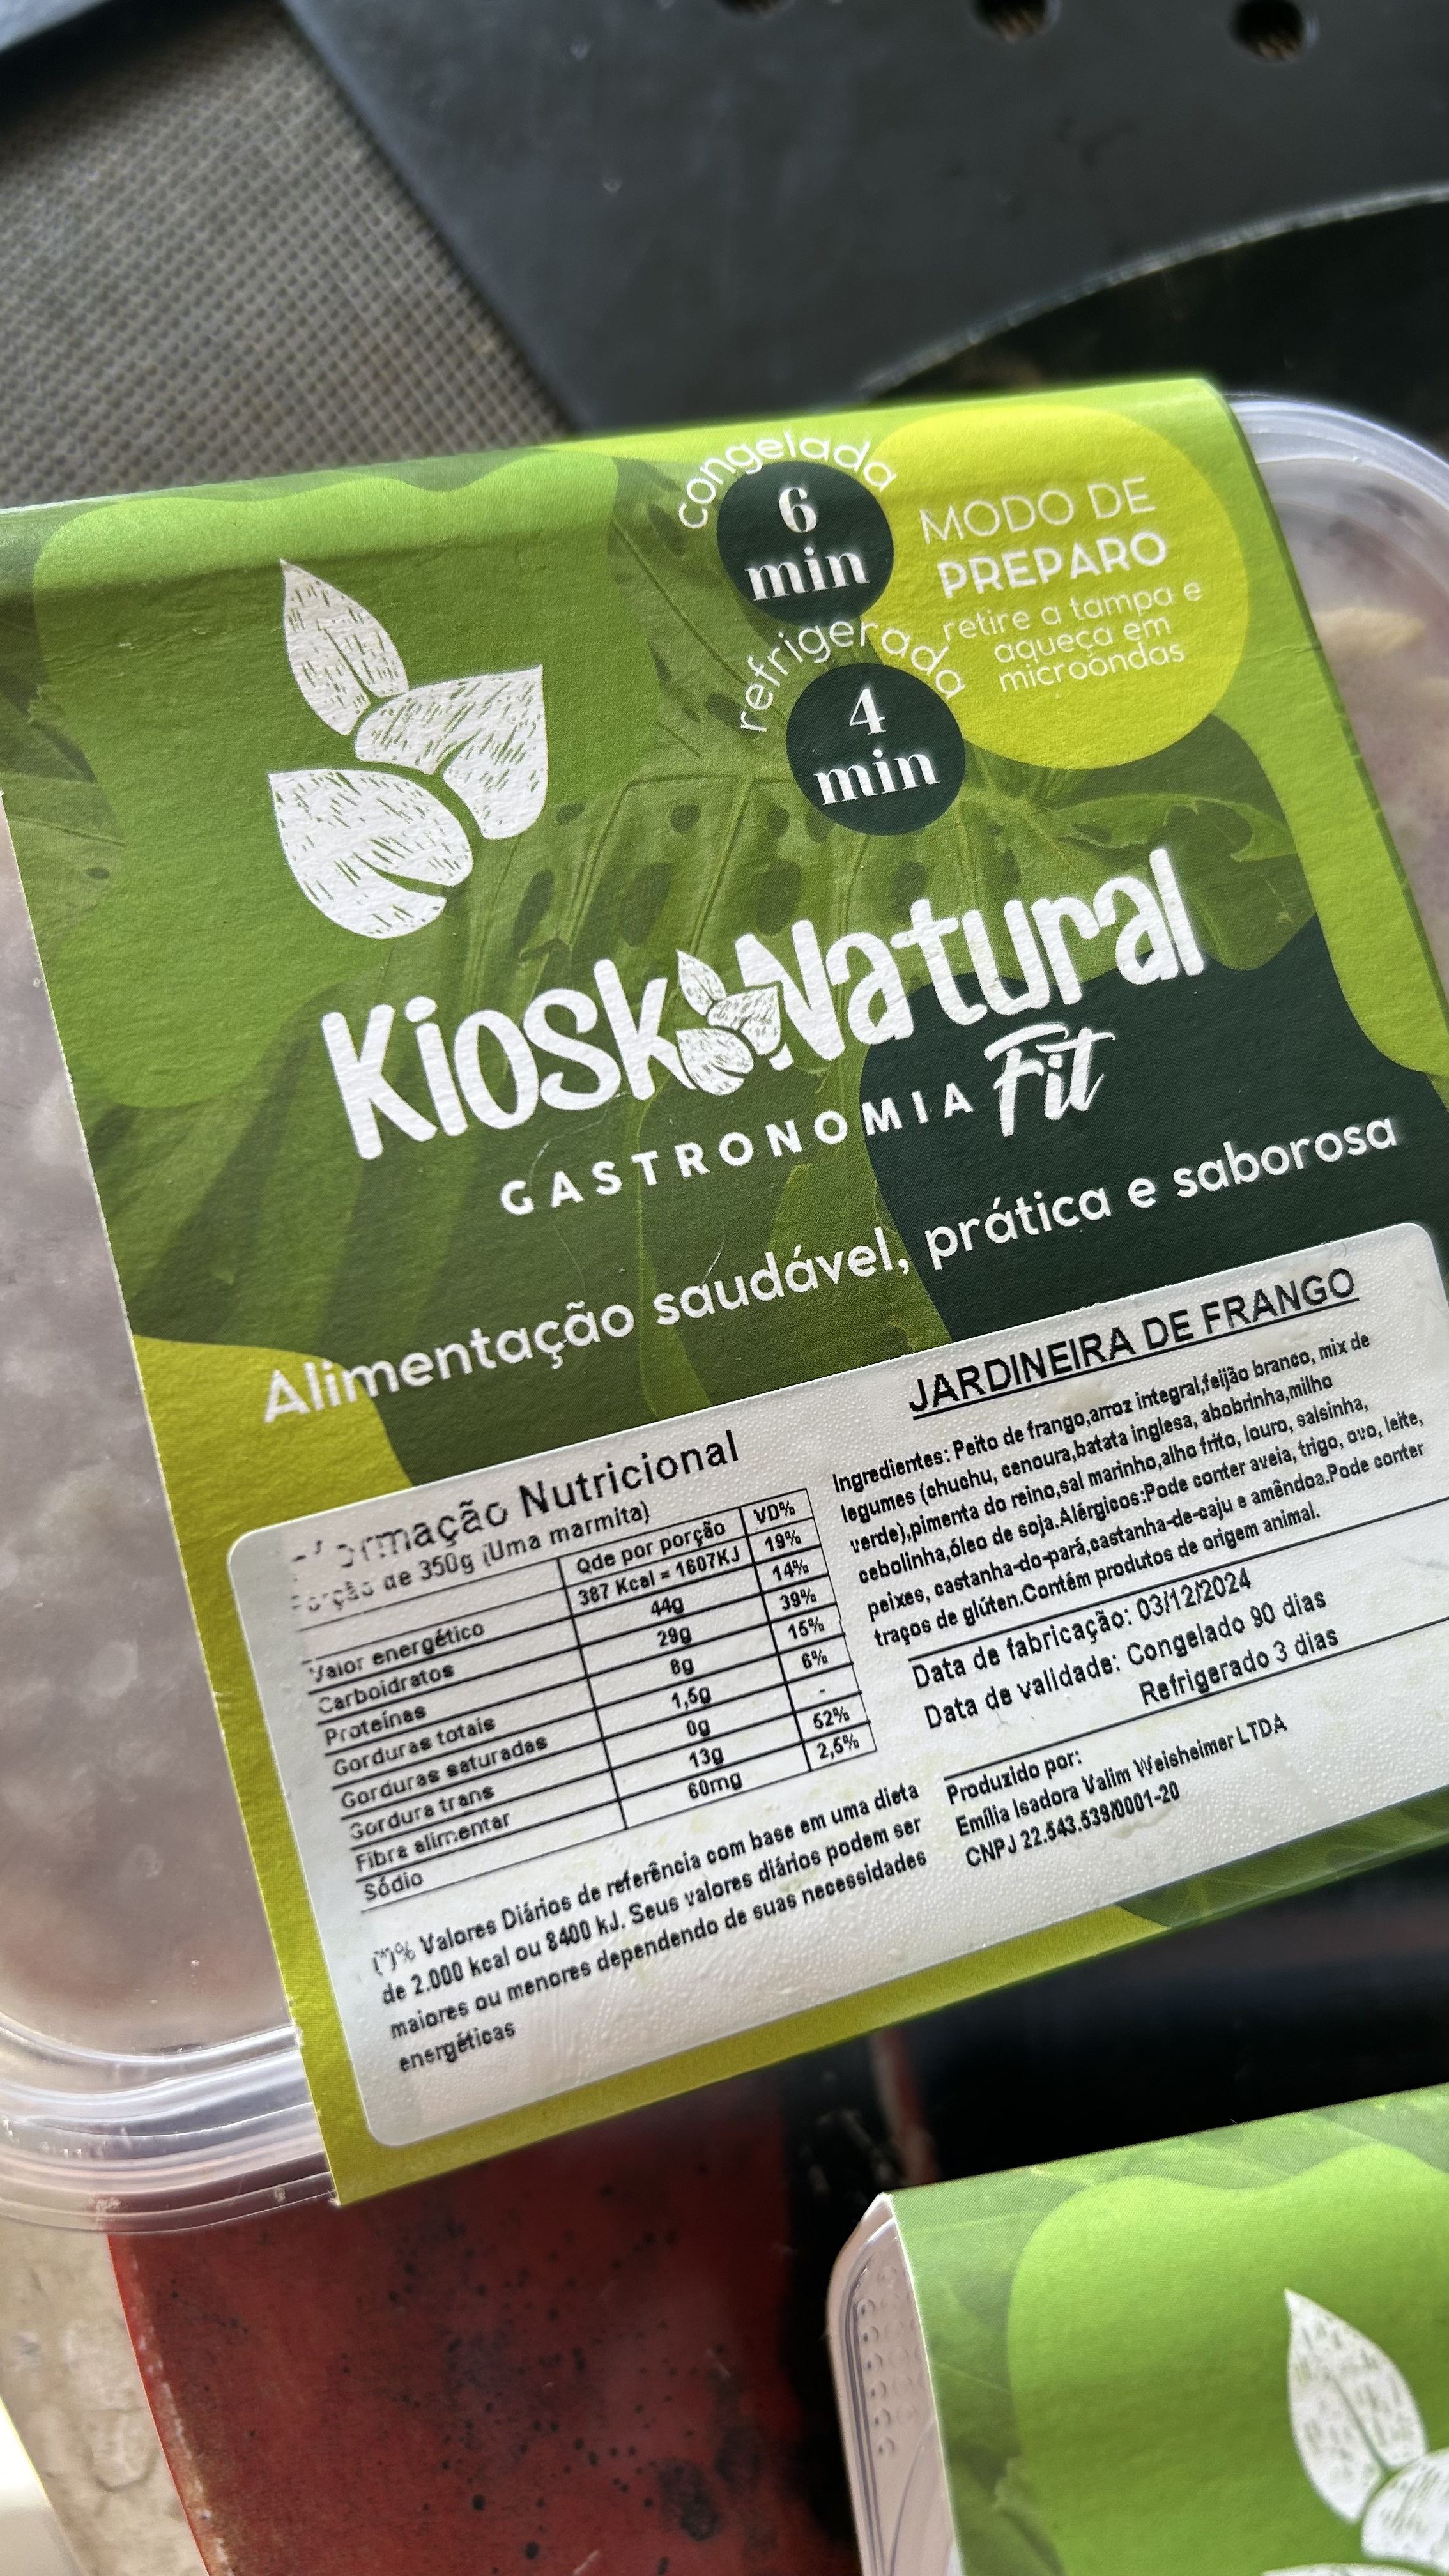 congelada
6
min
MODO DE
PREPARO
retire a tampa e
aqueça em
microondas
refrigerada
4
min
Kiosk Natural
GASTRONOMIA Fit
Alimentação saudável, prática e saborosa
Nutricional
de 350g (Uma marmita)
Qde por porção VD%
Valor energético 387 Kcal = 1607KJ 19%
Carboidratos 44g 14%
Proteínas 29g 39%
Gorduras totais 8g 15%
Gorduras saturadas 1,5g 6%
Gordura trans 0g -
Fibra alimentar 13g 52%
Sódio 60mg 2,5%
(*)% Valores Diários de referência com base em uma dieta
de 2.000 kcal ou 8400 kJ. Seus valores diários podem ser
maiores ou menores dependendo de suas necessidades
energéticas
JARDINEIRA DE FRANGO
Ingredientes: Peito de frango,arroz integral,feijão branco, mix de
legumes (chuchu, cenoura,batata inglesa, abobrinha,milho
verde),pimenta do reino,sal marinho,alho frito, louro, salsinha,
cebolinha,óleo de soja.Alérgicos:Pode conter aveia, trigo, ovo, leite,
peixes, castanha-do-pará,castanha-de-caju e amêndoa.Pode conter
traços de glúten.Contém produtos de origem animal.
Data de fabricação: 03/12/2024
Data de validade: Congelado 90 dias
Refrigerado 3 dias
Produzido por:
Emília Isadora Valim Weisheimer LTDA
CNPJ 22.543.539/0001-20